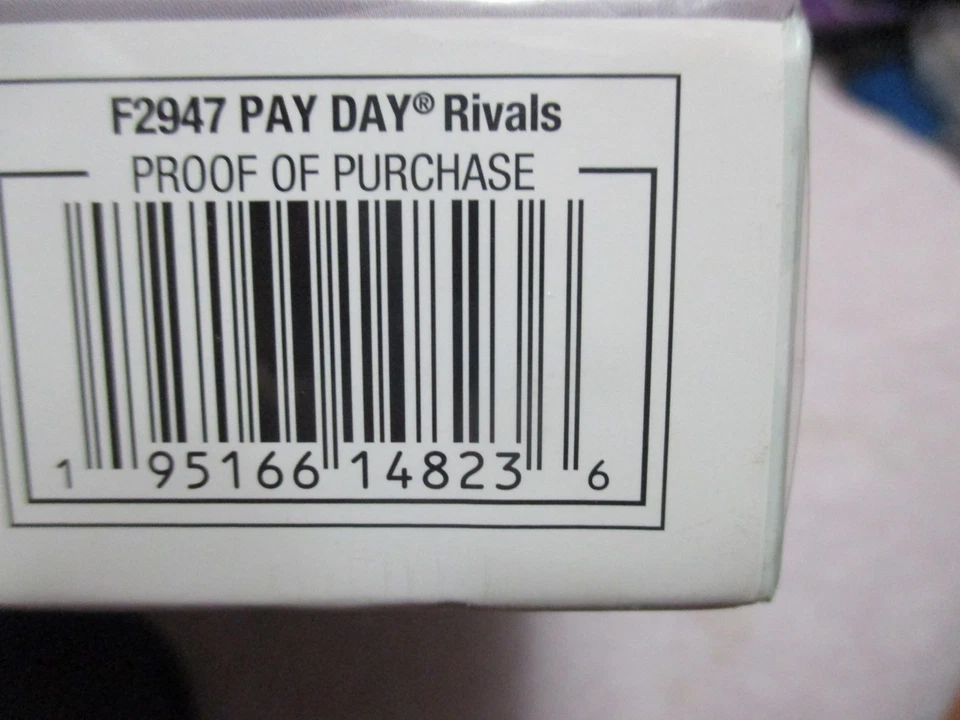 F2947 PAY DAY® Rivals
PROOF OF PURCHASE
1 95166 14823 6